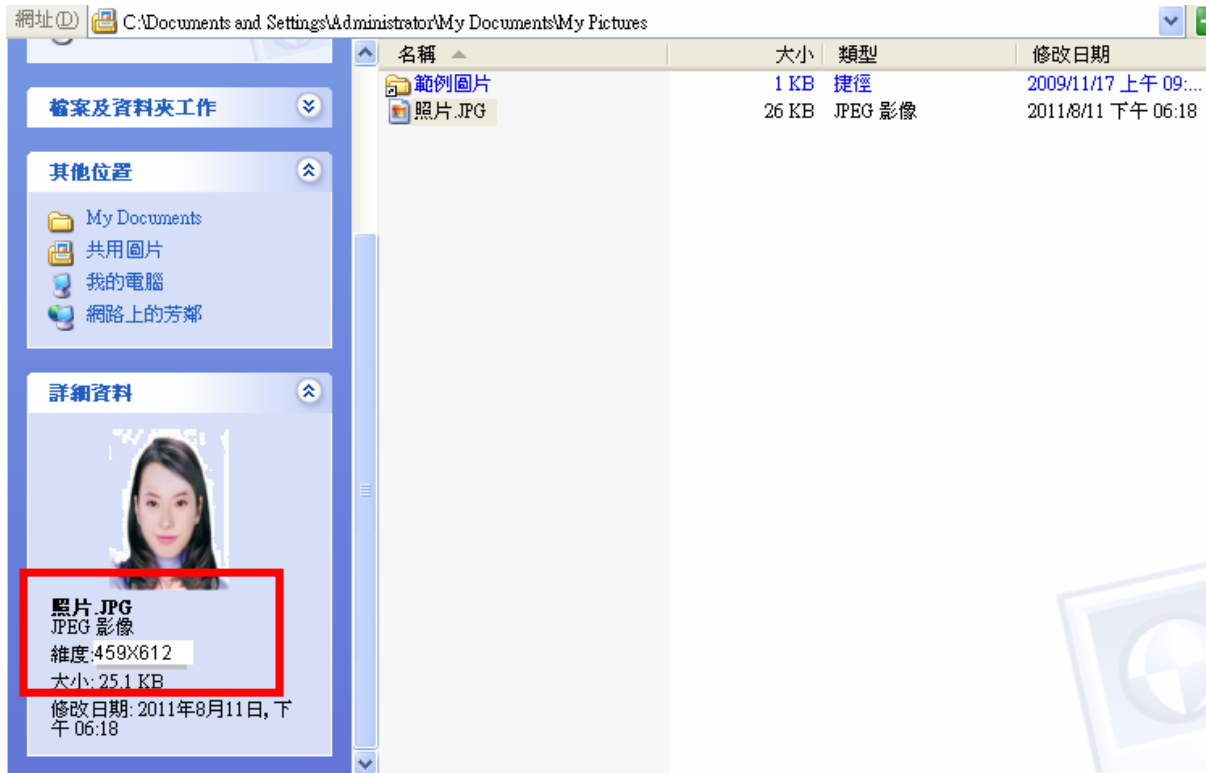 網址(D) C:\Documents and Settings\Administrator\My Documents\My Pictures
名稱 大小 類型 修改日期
範例圖片 1 KB 捷徑 2009/11/17 上午 09:...
照片.JPG 26 KB JPEG 影像 2011/8/11 下午 06:18
檔案及資料夾工作
其他位置
My Documents
共用圖片
我的電腦
網路上的芳鄰
詳細資料
照片.JPG
JPEG 影像
維度:459X612
大小: 25.1 KB
修改日期: 2011年8月11日, 下
午 06:18